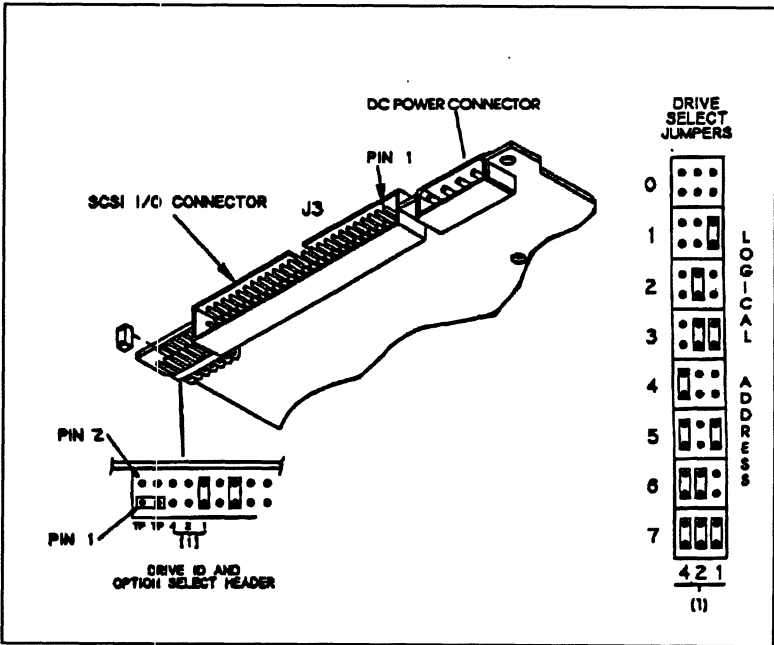 DC POWER CONNECTOR
PIN 1
SCSI I/O CONNECTOR
J3
PIN 2
PIN 1
TP TP 4 2 1
(1)
DRIVE ID AND
OPTION SELECT HEADER
DRIVE
SELECT
JUMPERS
0
1
2
3
4
5
6
7
LOGICAL ADDRESS
4 2 1
(1)